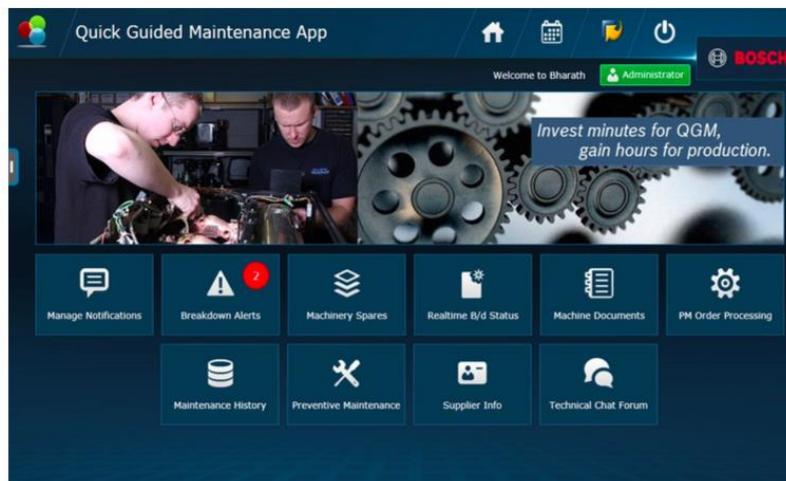 Quick Guided Maintenance App
BOSCH
Welcome to Bharath
Administrator
Invest minutes for QGM,
gain hours for production.
2
Manage Notifications
Breakdown Alerts
Machinery Spares
Realtime B/d Status
Machine Documents
PM Order Processing
Maintenance History
Preventive Maintenance
Supplier Info
Technical Chat Forum